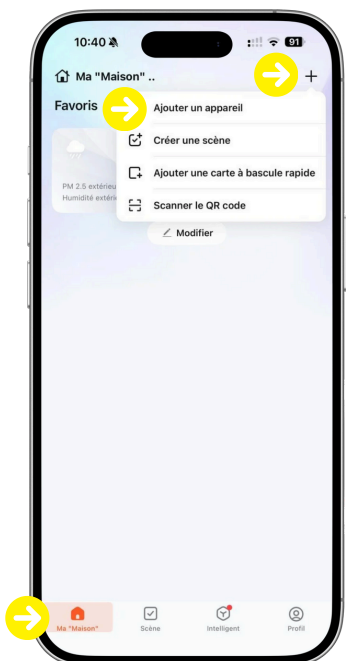 10:40
91
Ma "Maison" ..
Favoris
Ajouter un appareil
Créer une scène
Ajouter une carte à bascule rapide
Scanner le QR code
PM 2.5 extérieu
Humidité extérie
Modifier
Ma "Maison"
Scène
Intelligent
Profil